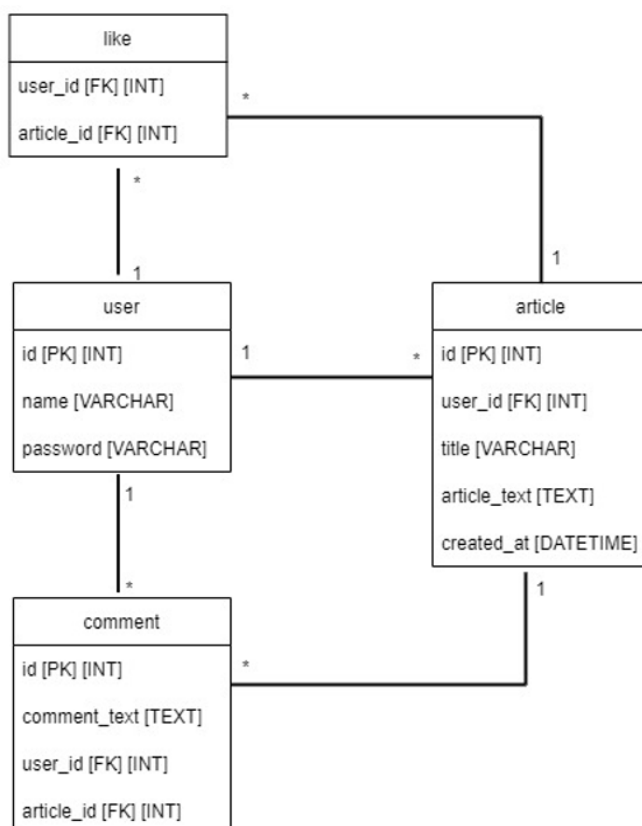 like
user_id [FK] [INT]
article_id [FK] [INT]
*
*
1
1
user
id [PK] [INT]
name [VARCHAR]
password [VARCHAR]
1
*
article
id [PK] [INT]
user_id [FK] [INT]
title [VARCHAR]
article_text [TEXT]
created_at [DATETIME]
1
*
1
*
comment
id [PK] [INT]
comment_text [TEXT]
user_id [FK] [INT]
article_id [FK] [INT]